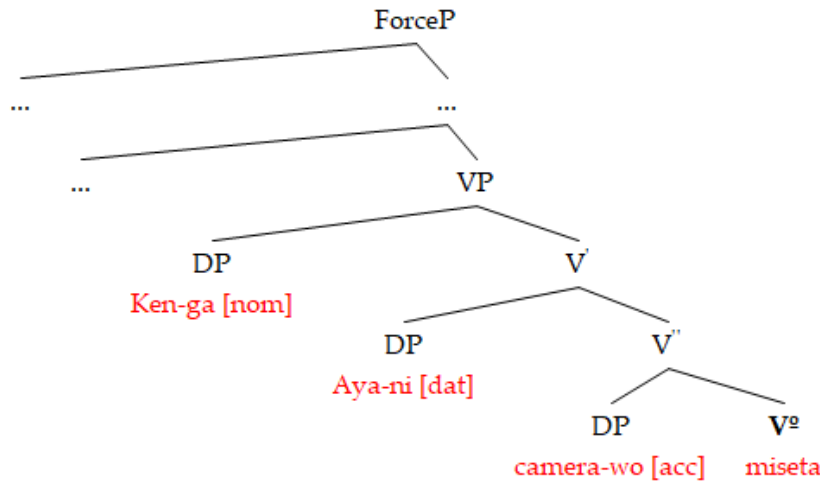 ForceP
... ...
... VP
DP V'
Ken-ga [nom]
DP V''
Aya-ni [dat]
DP Vº
camera-wo [acc] miseta